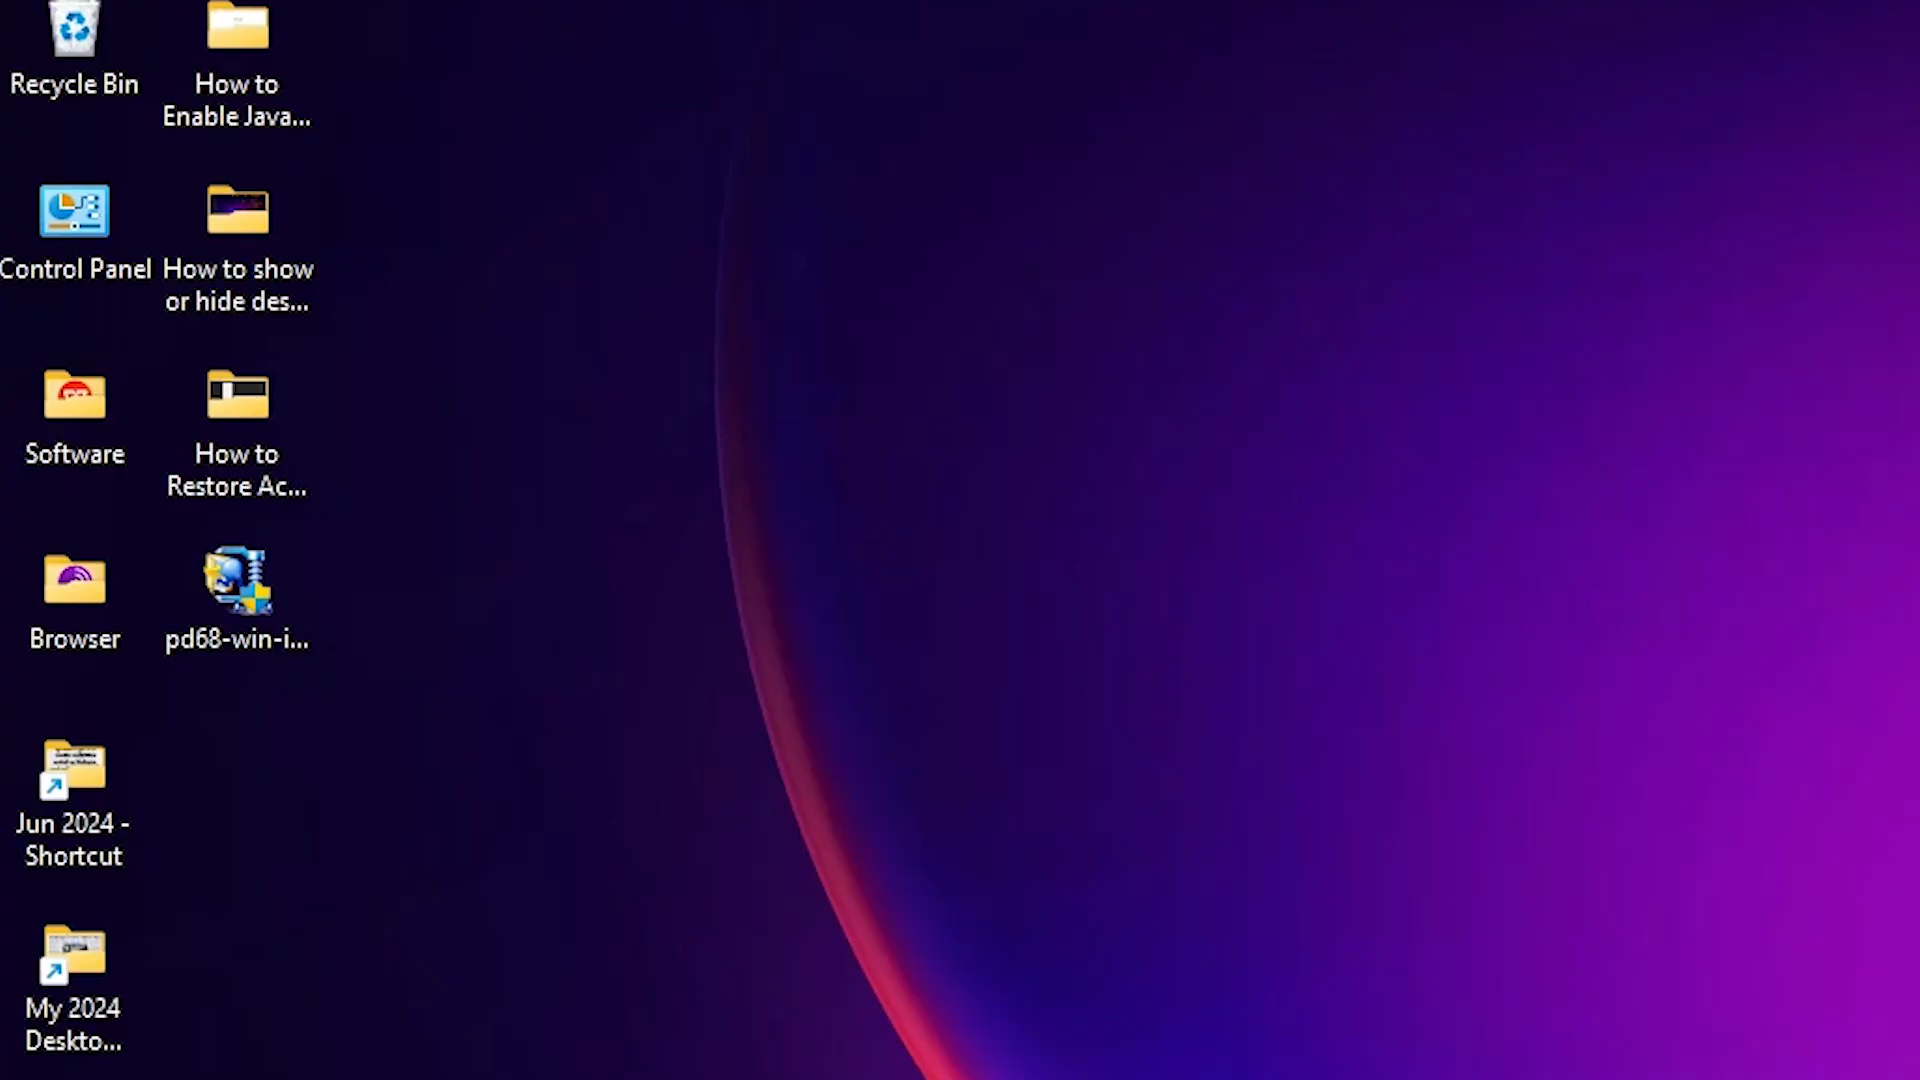 Recycle Bin
How to
Enable Java...
Control Panel
How to show
or hide des...
Software
How to
Restore Ac...
Browser
pd68-win-i...
Jun 2024 -
Shortcut
My 2024
Deskto...